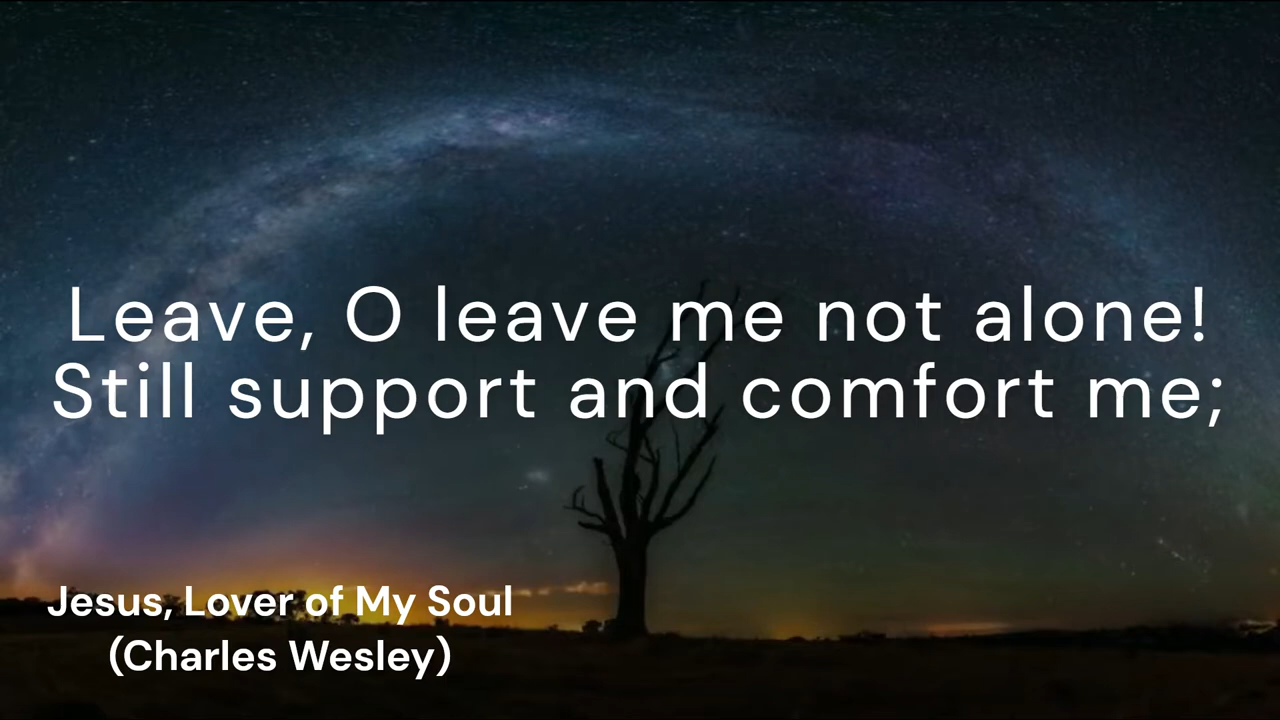 Leave, O leave me not alone!
Still support and comfort me;
Jesus, Lover of My Soul
(Charles Wesley)